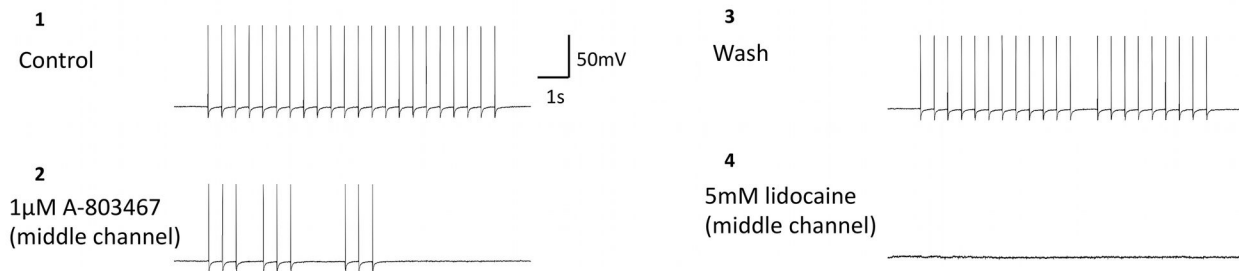 1
Control
50mV
1s
2
1µM A-803467
(middle channel)
3
Wash
4
5mM lidocaine
(middle channel)